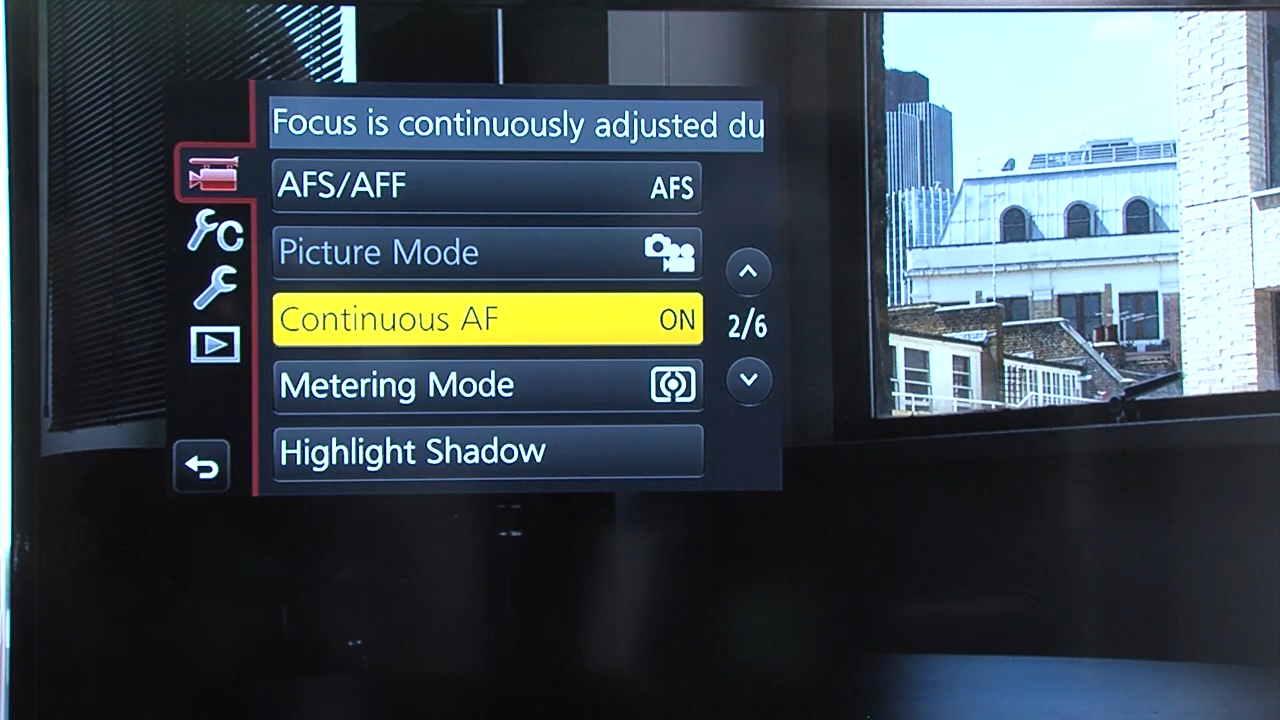 Focus is continuously adjusted du
AFS/AFF AFS
Picture Mode
Continuous AF ON
2/6
Metering Mode
Highlight Shadow
C